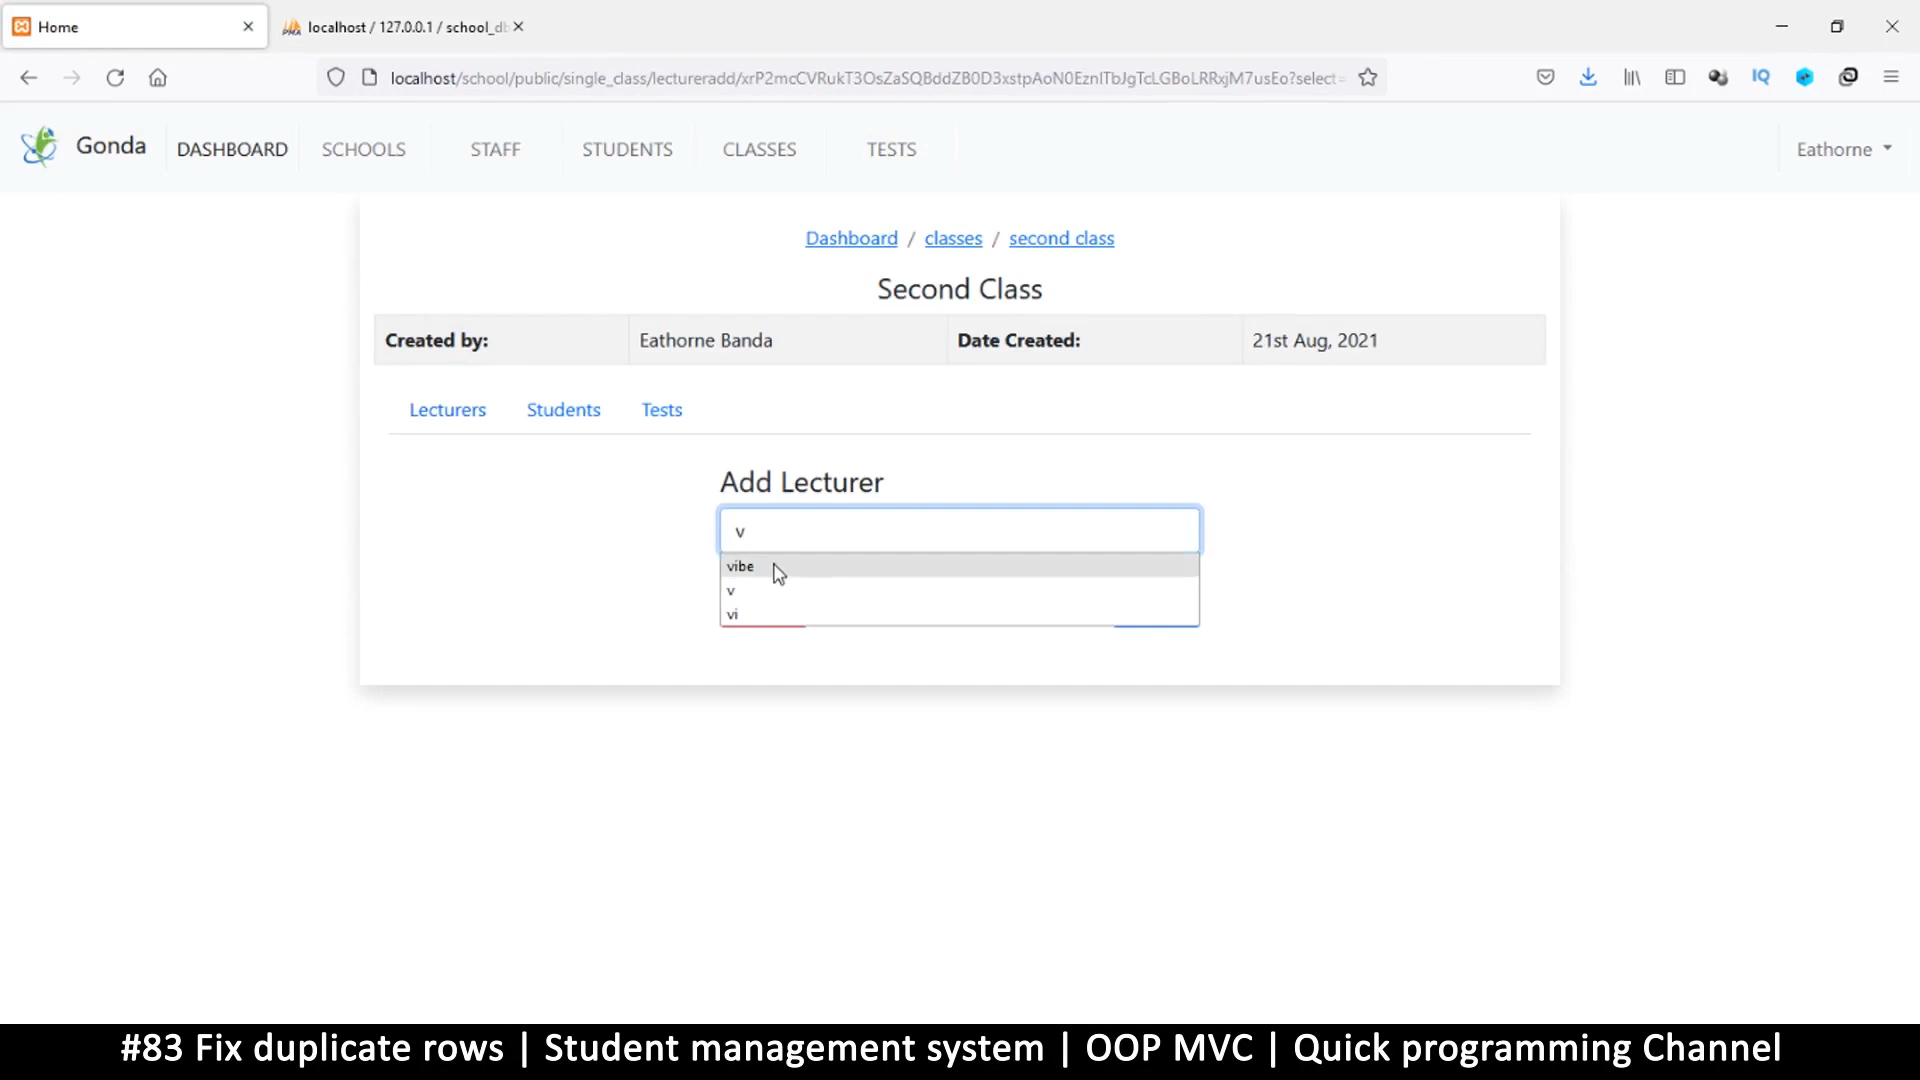 Home
localhost / 127.0.0.1 / school_db
localhost/school/public/single_class/lectureradd/xrP2mcCVRukT3OsZaSQBddZB0D3xstpAoN0EznlTbJgTcLGBoLRRxjM7usEo?select=
IQ
Gonda DASHBOARD SCHOOLS STAFF STUDENTS CLASSES TESTS Eathorne
Dashboard / classes / second class
Second Class
Created by: Eathorne Banda Date Created: 21st Aug, 2021
Lecturers Students Tests
Add Lecturer
v
vibe
v
vi
#83 Fix duplicate rows | Student management system | OOP MVC | Quick programming Channel